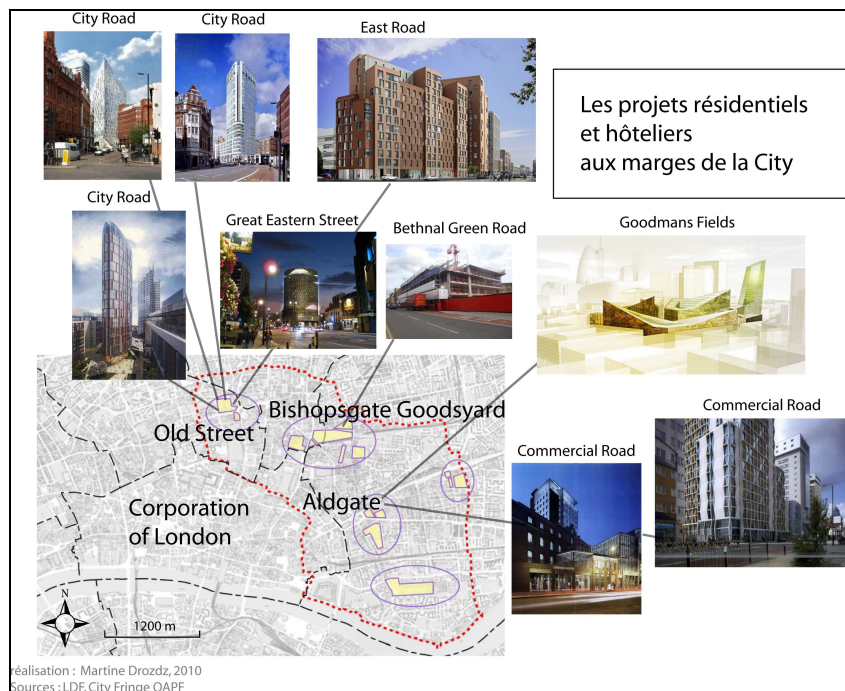 City Road
City Road
East Road
Les projets résidentiels
et hôteliers
aux marges de la City
City Road
Great Eastern Street
Bethnal Green Road
Goodmans Fields
Bishopsgate Goodsyard
Old Street
Commercial Road
Commercial Road
Aldgate
Corporation
of London
N
1200 m
réalisation : Martine Drozdz, 2010
Sources : LDF, City Fringe OAPF